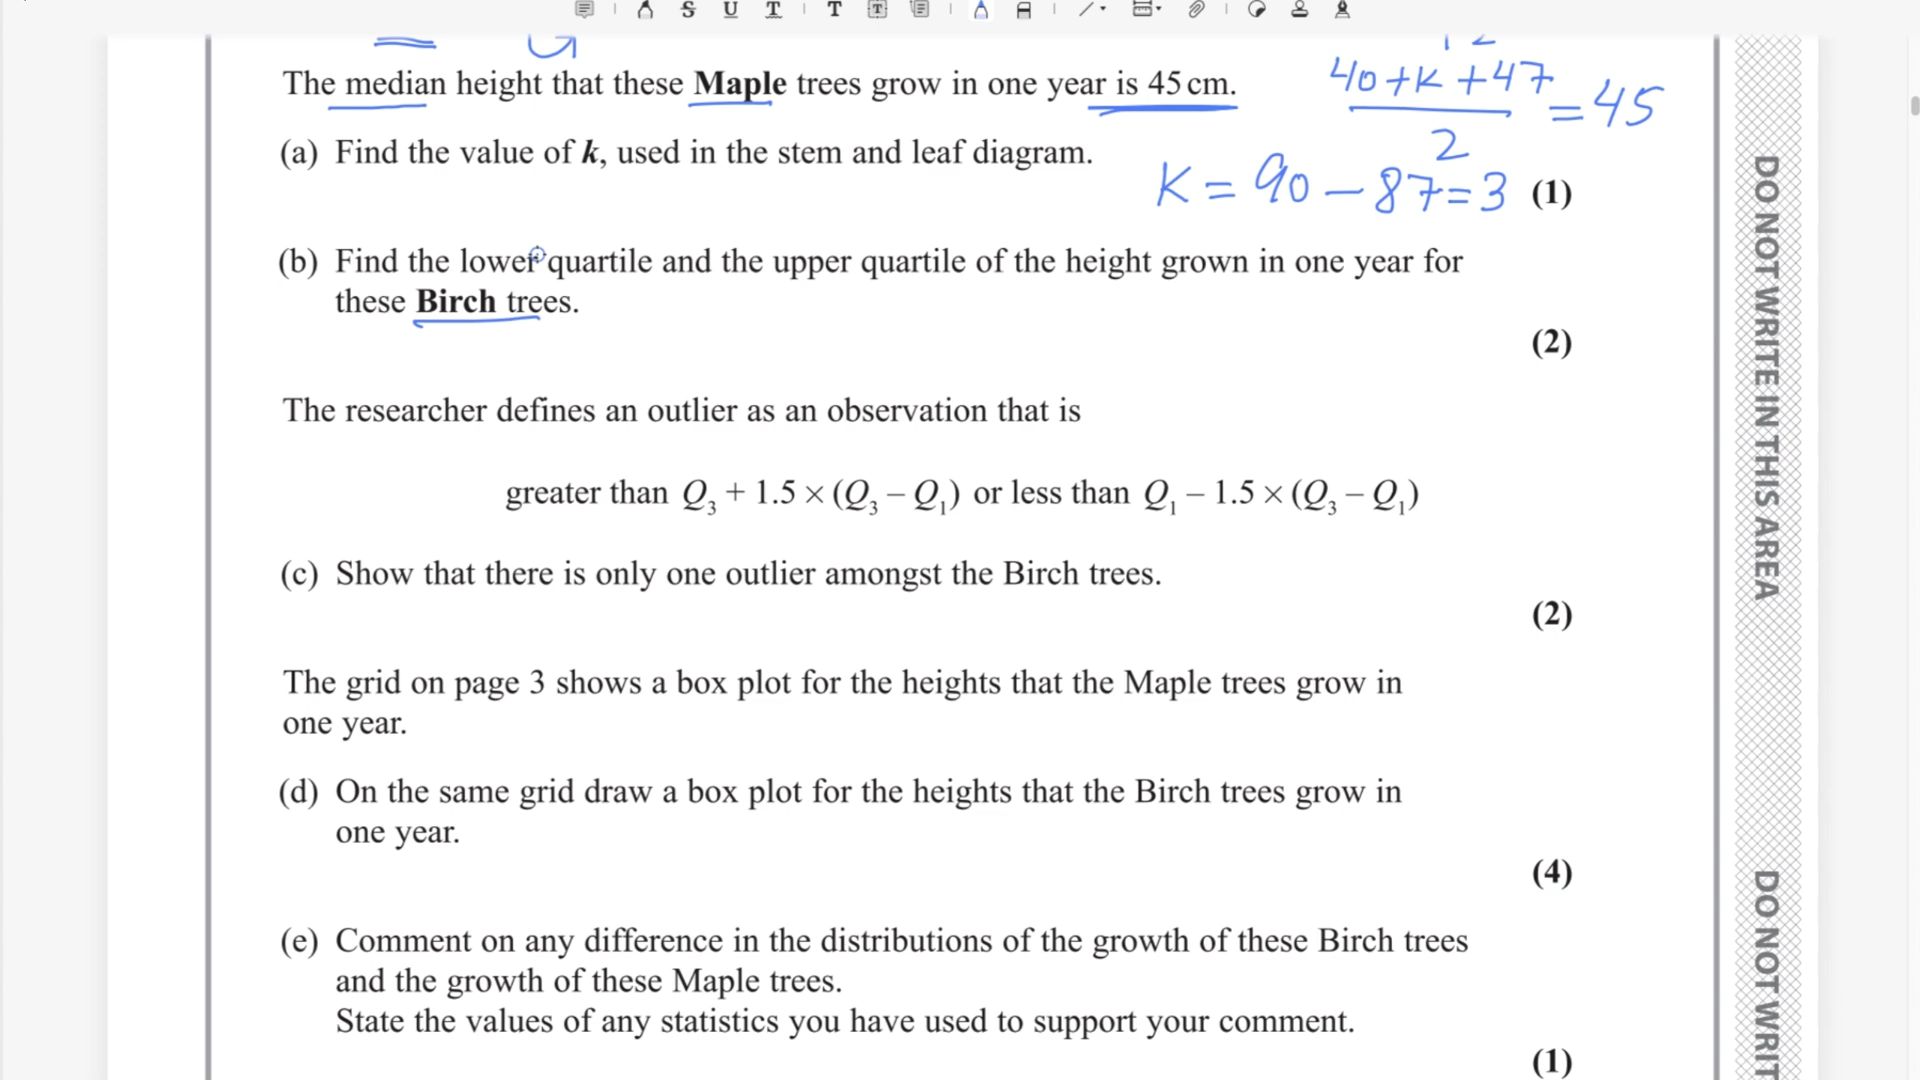 The median height that these Maple trees grow in one year is 45 cm.
40+k+47
2
=45
(a) Find the value of k, used in the stem and leaf diagram.
K = 90 - 87 = 3
(1)
(b) Find the lower quartile and the upper quartile of the height grown in one year for
these Birch trees.
(2)
The researcher defines an outlier as an observation that is
greater than Q₃ + 1.5 × (Q₃ – Q₁) or less than Q₁ – 1.5 × (Q₃ – Q₁)
(c) Show that there is only one outlier amongst the Birch trees.
(2)
The grid on page 3 shows a box plot for the heights that the Maple trees grow in
one year.
(d) On the same grid draw a box plot for the heights that the Birch trees grow in
one year.
(4)
(e) Comment on any difference in the distributions of the growth of these Birch trees
and the growth of these Maple trees.
State the values of any statistics you have used to support your comment.
(1)
DO NOT WRITE IN THIS AREA
DO NOT WRIT